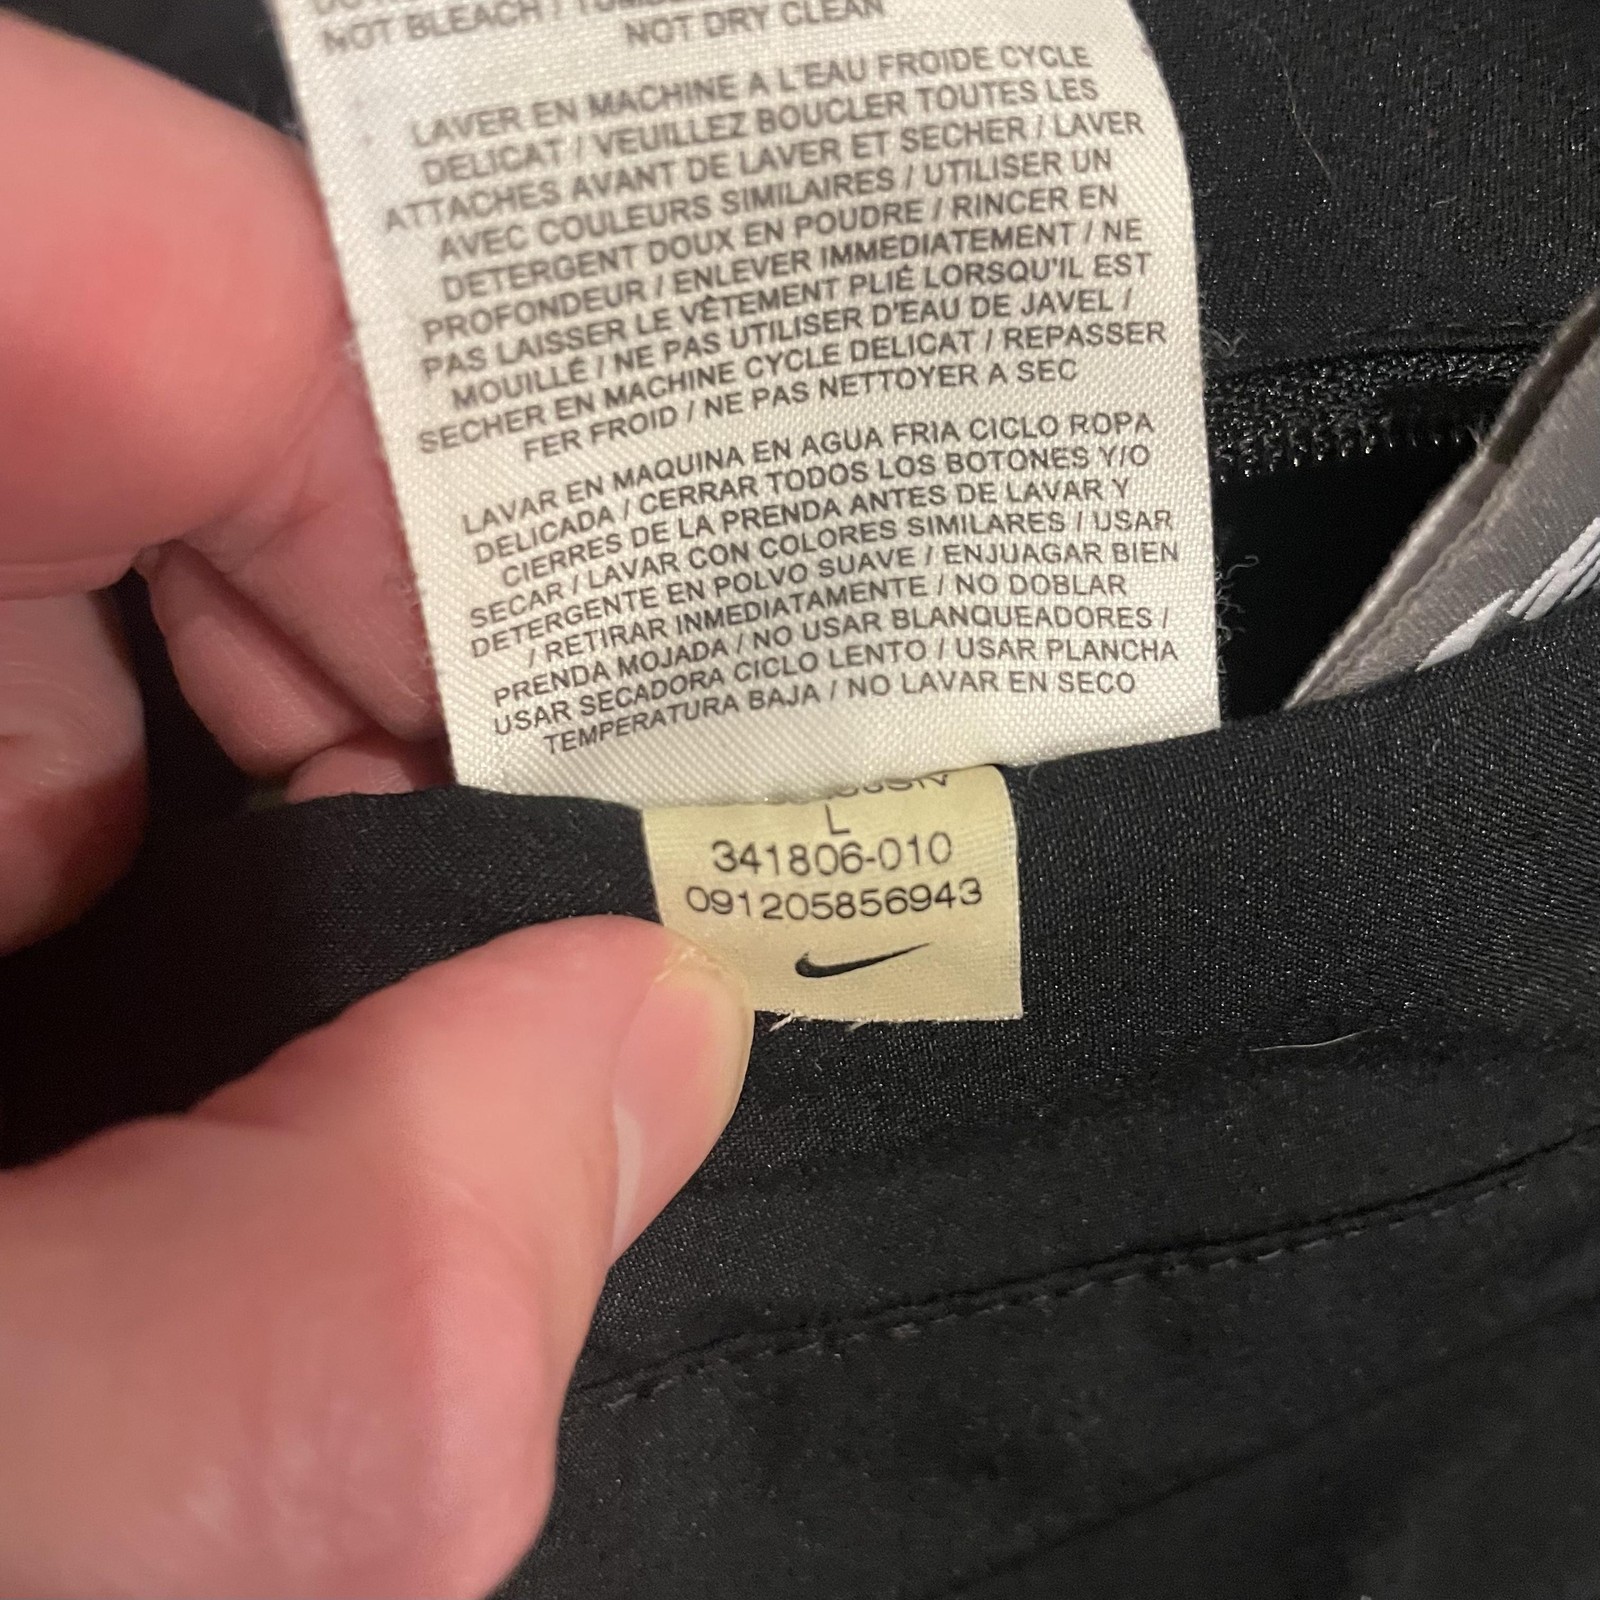 NOT BLEACH /
NOT DRY CLEAN
LAVER EN MACHINE A L'EAU FROIDE CYCLE
DELICAT / VEUILLEZ BOUCLER TOUTES LES
ATTACHES AVANT DE LAVER ET SECHER / LAVER
AVEC COULEURS SIMILAIRES / UTILISER UN
DETERGENT DOUX EN POUDRE / RINCER EN
PROFONDEUR / ENLEVER IMMEDIATEMENT / NE
PAS LAISSER LE VÊTEMENT PLIÉ LORSQU'IL EST
MOUILLÉ / NE PAS UTILISER D'EAU DE JAVEL /
SECHER EN MACHINE CYCLE DELICAT / REPASSER
FER FROID / NE PAS NETTOYER A SEC
LAVAR EN MAQUINA EN AGUA FRIA CICLO ROPA
DELICADA / CERRAR TODOS LOS BOTONES Y/O
CIERRES DE LA PRENDA ANTES DE LAVAR Y
SECAR / LAVAR CON COLORES SIMILARES / USAR
DETERGENTE EN POLVO SUAVE / ENJUAGAR BIEN
/ RETIRAR INMEDIATAMENTE / NO DOBLAR
PRENDA MOJADA / NO USAR BLANQUEADORES /
USAR SECADORA CICLO LENTO / USAR PLANCHA
TEMPERATURA BAJA / NO LAVAR EN SECO
L
341806-010
091205856943